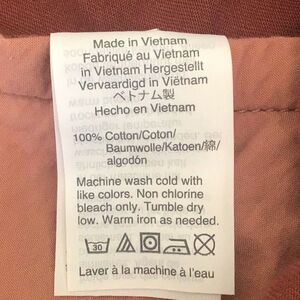 Made in Vietnam
Fabriqué au Vietnam
in Vietnam Hergestellt
Vervaardigd in Viëtnam
ベトナム製
Hecho en Vietnam
100% Cotton/Coton/
Baumwolle/Katoen/綿/
algodón
Machine wash cold with
like colors. Non chlorine
bleach only. Tumble dry
low. Warm iron as needed.
30
Laver à la machine à l'eau